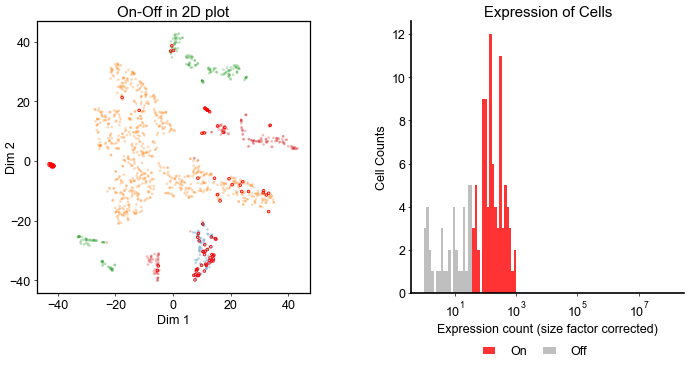 On-Off in 2D plot
Dim 2
40
20
0
−20
−40
−40 −20 0 20 40
Dim 1
Expression of Cells
Cell Counts
12
10
8
6
4
2
0
10^1 10^3 10^5 10^7
Expression count (size factor corrected)
On Off